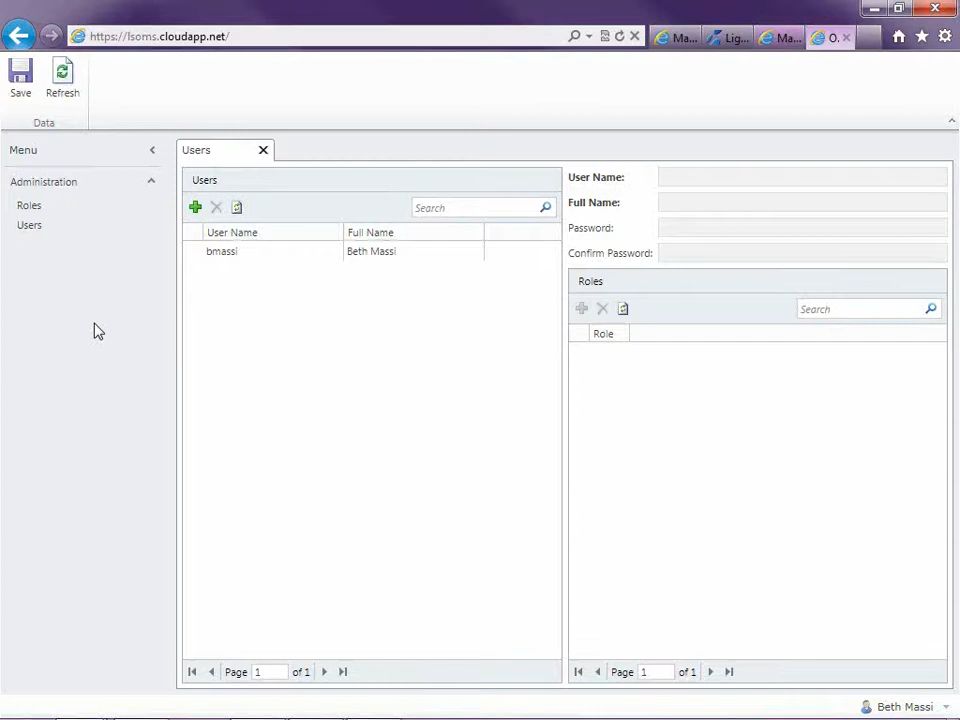 https://lsoms.cloudapp.net/
Ma...
Lig...
Ma...
O.
Save
Refresh
Data
Menu
Administration
Roles
Users
Users
Users
Search
User Name
Full Name
bmassi
Beth Massi
Page 1 of 1
User Name:
Full Name:
Password:
Confirm Password:
Roles
Search
Role
Page 1 of 1
Beth Massi